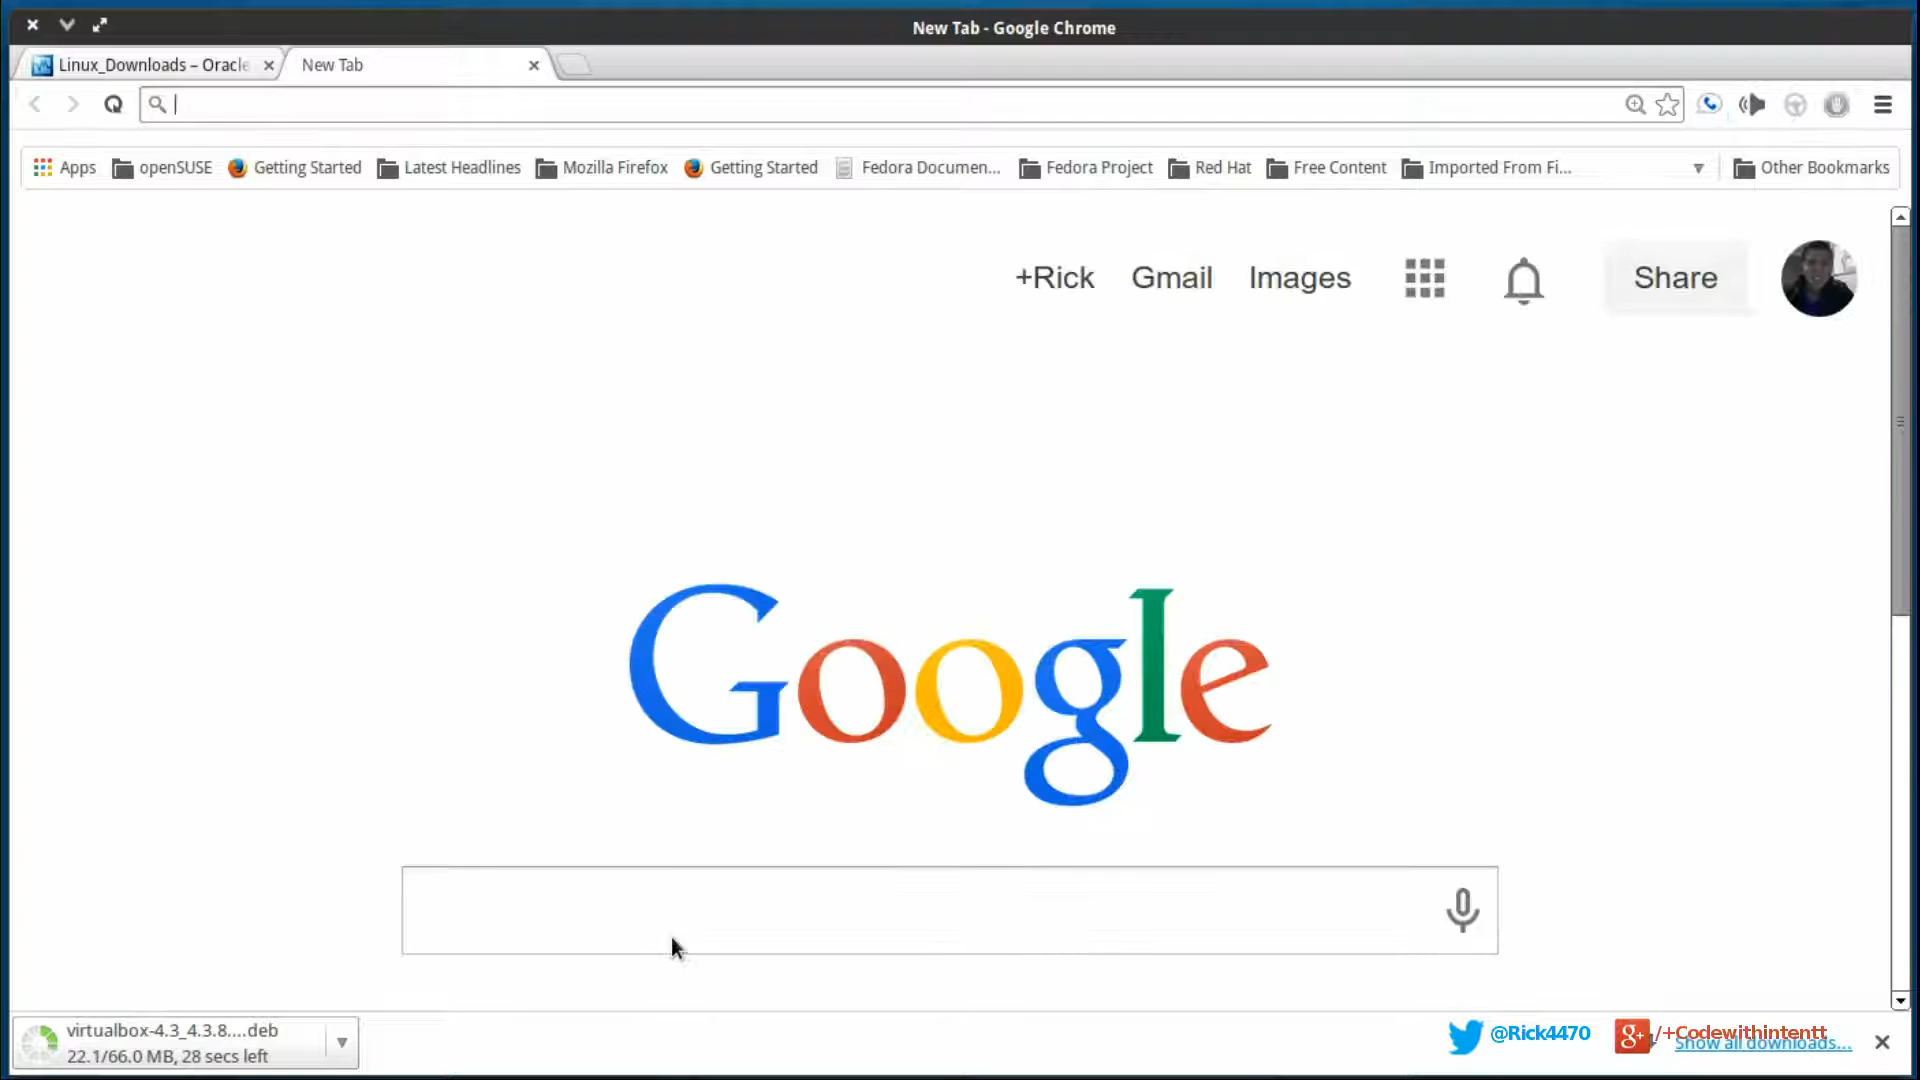 New Tab - Google Chrome
Linux_Downloads – Oracle
New Tab
Apps
openSUSE
Getting Started
Latest Headlines
Mozilla Firefox
Getting Started
Fedora Documen...
Fedora Project
Red Hat
Free Content
Imported From Fi...
Other Bookmarks
+Rick
Gmail
Images
Share
Google
virtualbox-4.3_4.3.8....deb
22.1/66.0 MB, 28 secs left
@Rick4470
g+
/+Codewithintentt
Show all downloads...